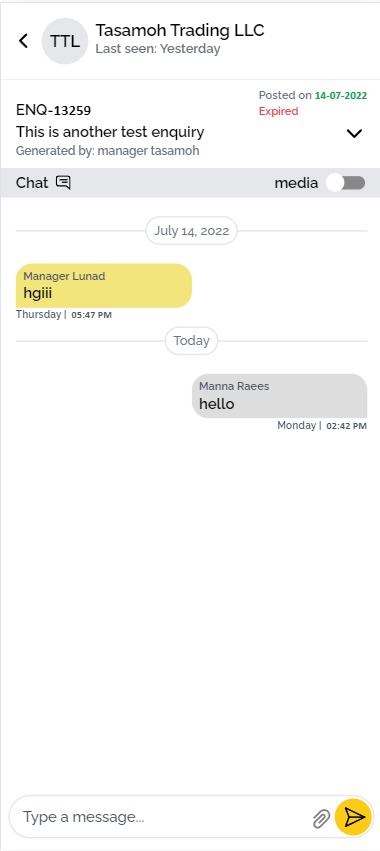 TTL
Tasamoh Trading LLC
Last seen: Yesterday
Posted on 14-07-2022
ENQ-13259
Expired
This is another test enquiry
Generated by: manager tasamoh
Chat
media
July 14, 2022
Manager Lunad
hgiii
Thursday | 05:47 PM
Today
Manna Raees
hello
Monday | 02:42 PM
Type a message...